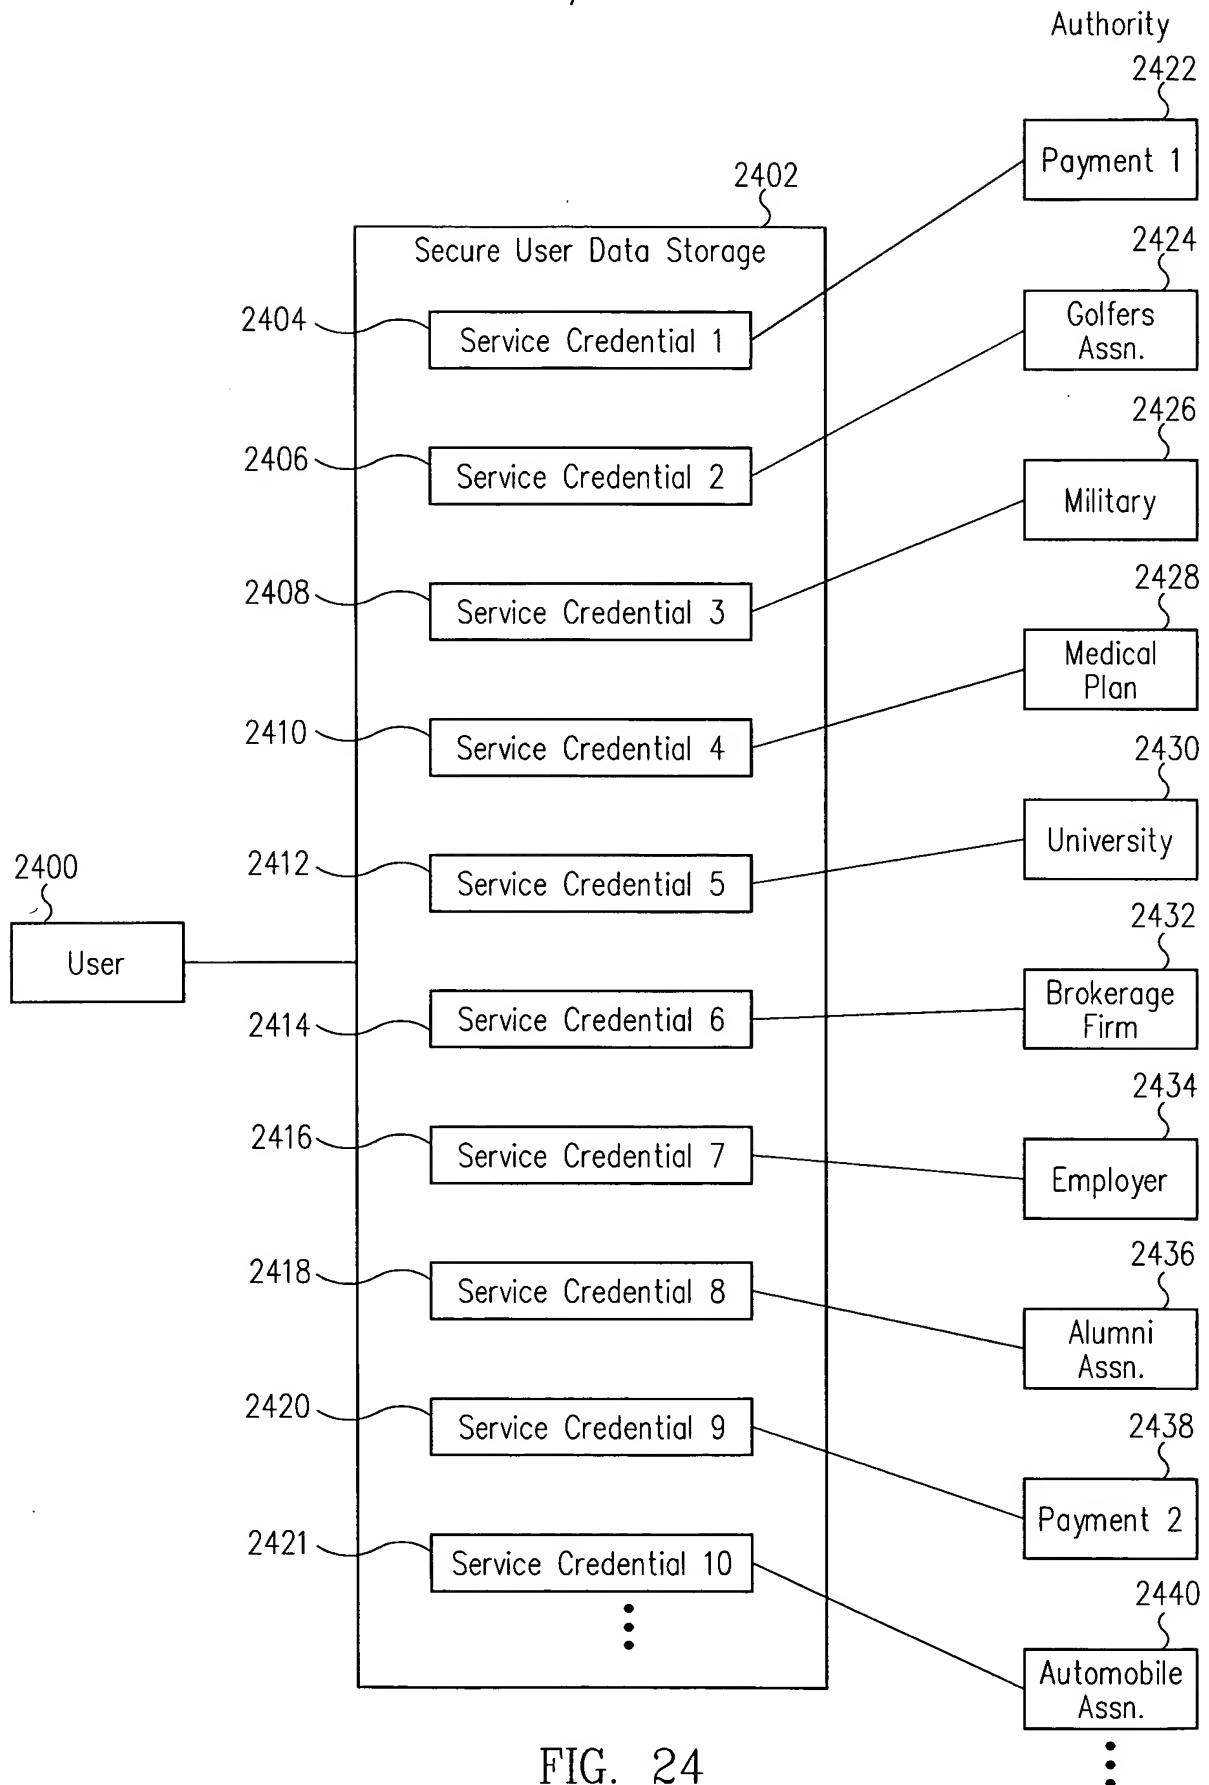 Authority
2422
Payment 1
2402
Secure User Data Storage
2424
Golfers
Assn.
2404
Service Credential 1
2426
Military
2406
Service Credential 2
2428
Medical
Plan
2408
Service Credential 3
2430
University
2410
Service Credential 4
2400
User
2412
Service Credential 5
2432
Brokerage
Firm
2414
Service Credential 6
2434
Employer
2416
Service Credential 7
2436
Alumni
Assn.
2418
Service Credential 8
2438
Payment 2
2420
Service Credential 9
2440
Automobile
Assn.
2421
Service Credential 10
FIG. 24